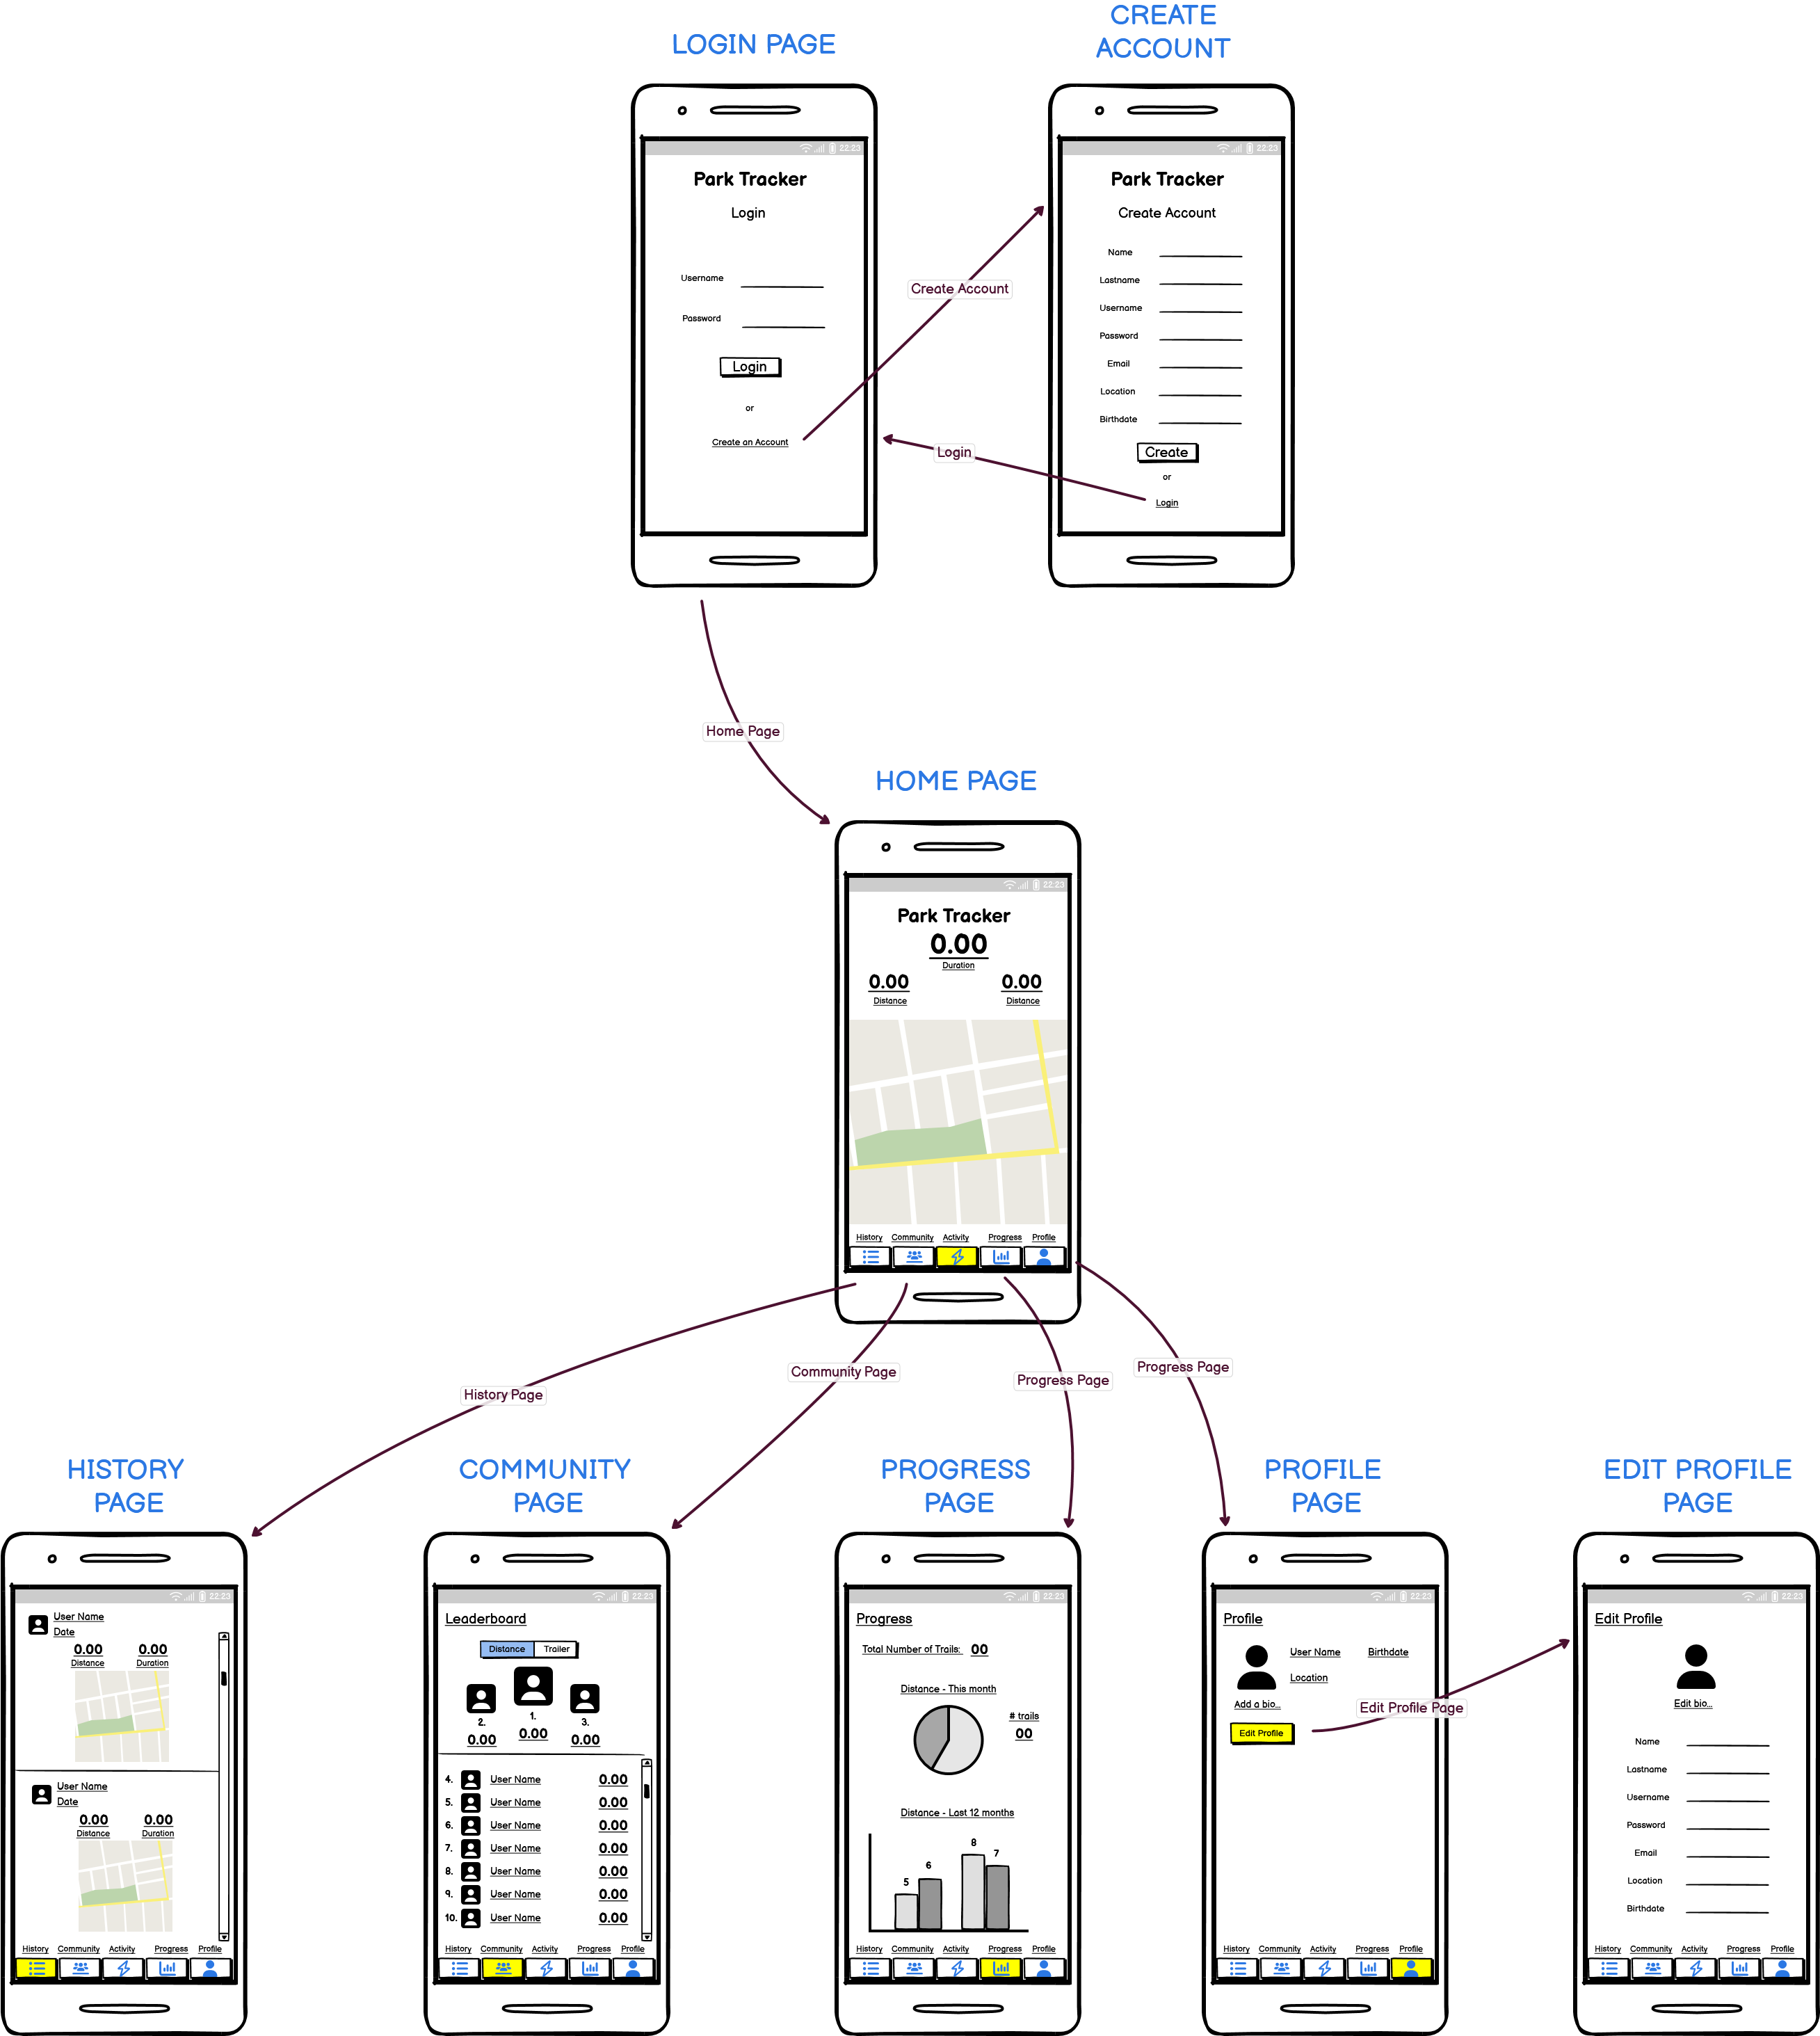 LOGIN PAGE
CREATE
ACCOUNT
22:23
Park Tracker
Login
Username
Password
Login
or
Create an Account
22:23
Park Tracker
Create Account
Name
Lastname
Username
Password
Email
Location
Birthdate
Create
or
Login
Create Account
Login
Home Page
HOME PAGE
22:23
Park Tracker
0.00
Duration
0.00 0.00
Distance Distance
History Community Activity Progress Profile
History Page
Community Page
Progress Page
Progress Page
HISTORY
PAGE
22:23
User Name
Date
0.00 0.00
Distance Duration
User Name
Date
0.00 0.00
Distance Duration
History Community Activity Progress Profile
COMMUNITY
PAGE
22:23
Leaderboard
Distance Trailer
2. 1. 3.
0.00 0.00 0.00
4. User Name 0.00
5. User Name 0.00
6. User Name 0.00
7. User Name 0.00
8. User Name 0.00
9. User Name 0.00
10. User Name 0.00
History Community Activity Progress Profile
PROGRESS
PAGE
22:23
Progress
Total Number of Trails: 00
Distance - This month
# trails
00
Distance - Last 12 months
5 6 8 7
History Community Activity Progress Profile
PROFILE
PAGE
22:23
Profile
User Name Birthdate
Location
Add a bio...
Edit Profile
History Community Activity Progress Profile
Edit Profile Page
EDIT PROFILE
PAGE
22:23
Edit Profile
Edit bio...
Name
Lastname
Username
Password
Email
Location
Birthdate
History Community Activity Progress Profile